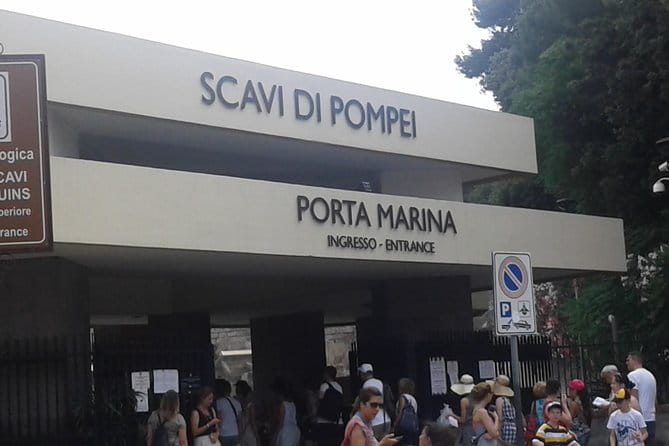 SCAVI DI POMPEI
PORTA MARINA
INGRESSO - ENTRANCE
ogica
CAVI
UINS
periore
rance
P